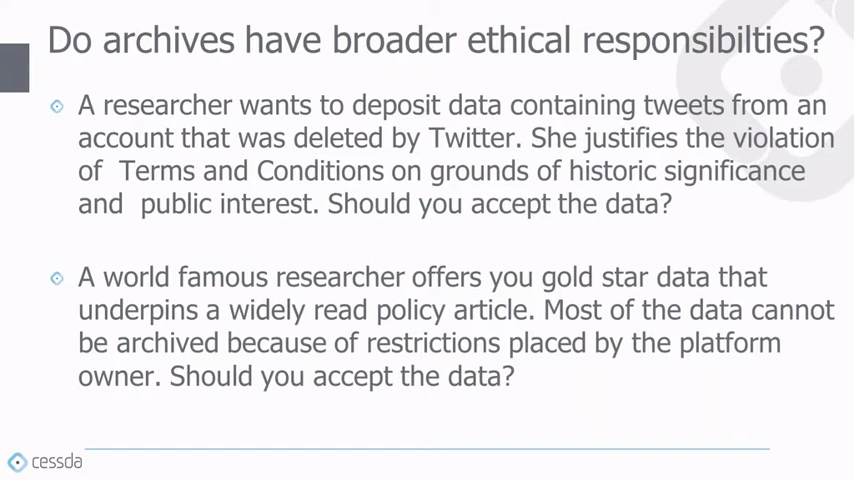 Do archives have broader ethical responsibilties?
A researcher wants to deposit data containing tweets from an
account that was deleted by Twitter. She justifies the violation
of Terms and Conditions on grounds of historic significance
and public interest. Should you accept the data?
A world famous researcher offers you gold star data that
underpins a widely read policy article. Most of the data cannot
be archived because of restrictions placed by the platform
owner. Should you accept the data?
cessda